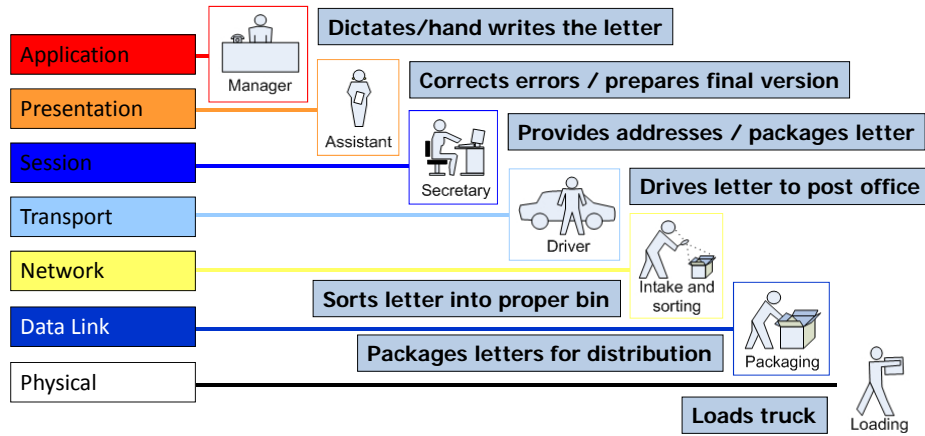 Dictates/hand writes the letter
Application
Manager
Corrects errors / prepares final version
Presentation
Assistant
Provides addresses / packages letter
Session
Secretary
Drives letter to post office
Transport
Driver
Network
Intake and
sorting
Sorts letter into proper bin
Data Link
Packaging
Packages letters for distribution
Physical
Loads truck
Loading